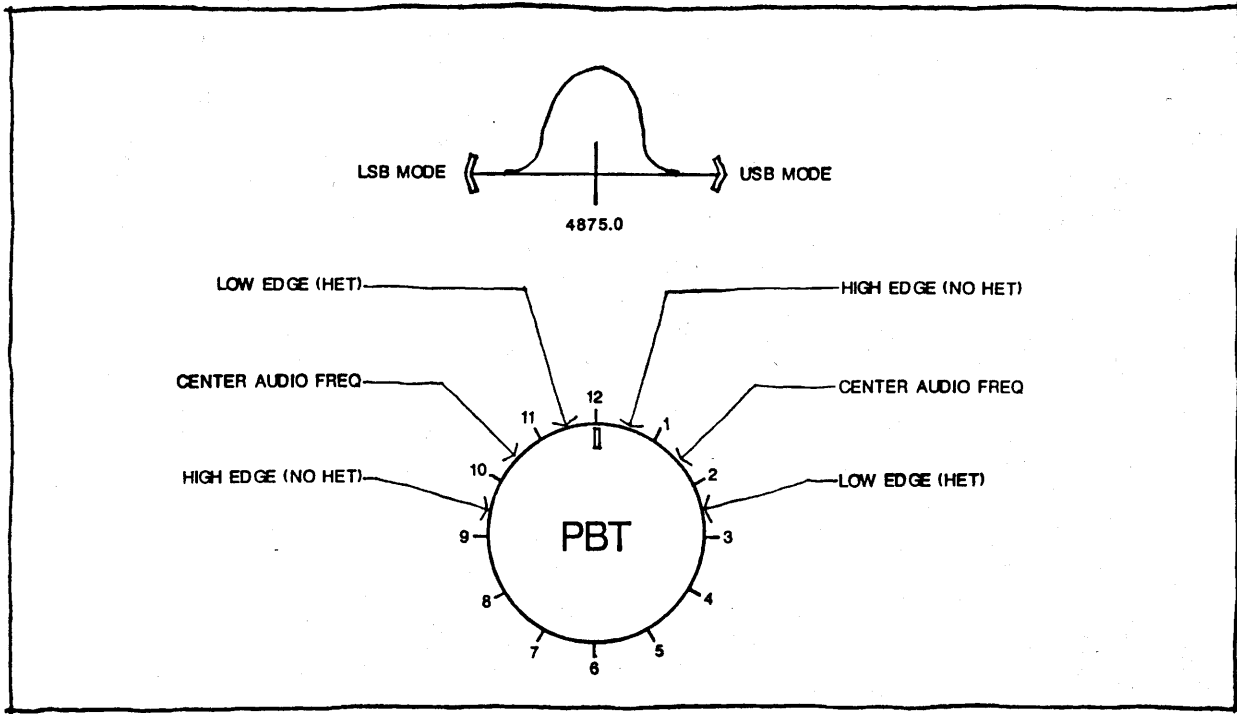 LSB MODE
USB MODE
4875.0
LOW EDGE (HET)
HIGH EDGE (NO HET)
CENTER AUDIO FREQ
CENTER AUDIO FREQ
HIGH EDGE (NO HET)
LOW EDGE (HET)
12
11
1
10
2
9
PBT
3
8
4
7
5
6